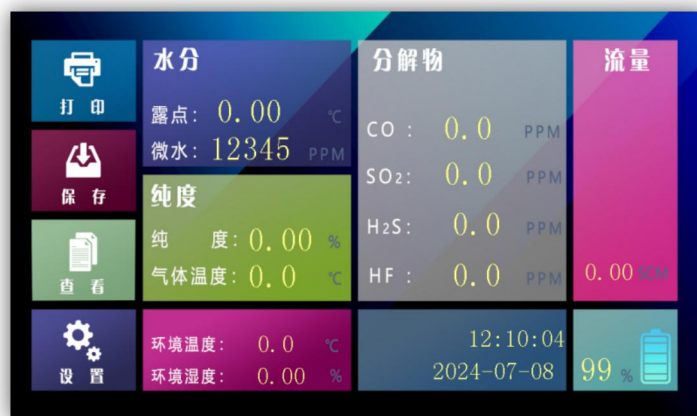 打 印
保 存
查 看
设 置
水分
露点: 0.00 ℃
微水: 12345 PPM
纯度
纯 度: 0.00 %
气体温度: 0.0 ℃
环境温度: 0.0 ℃
环境湿度: 0.00 %
分解物
CO : 0.0 PPM
SO2: 0.0 PPM
H2S: 0.0 PPM
HF : 0.0 PPM
12:10:04
2024-07-08
流量
0.00 SCM
99 %